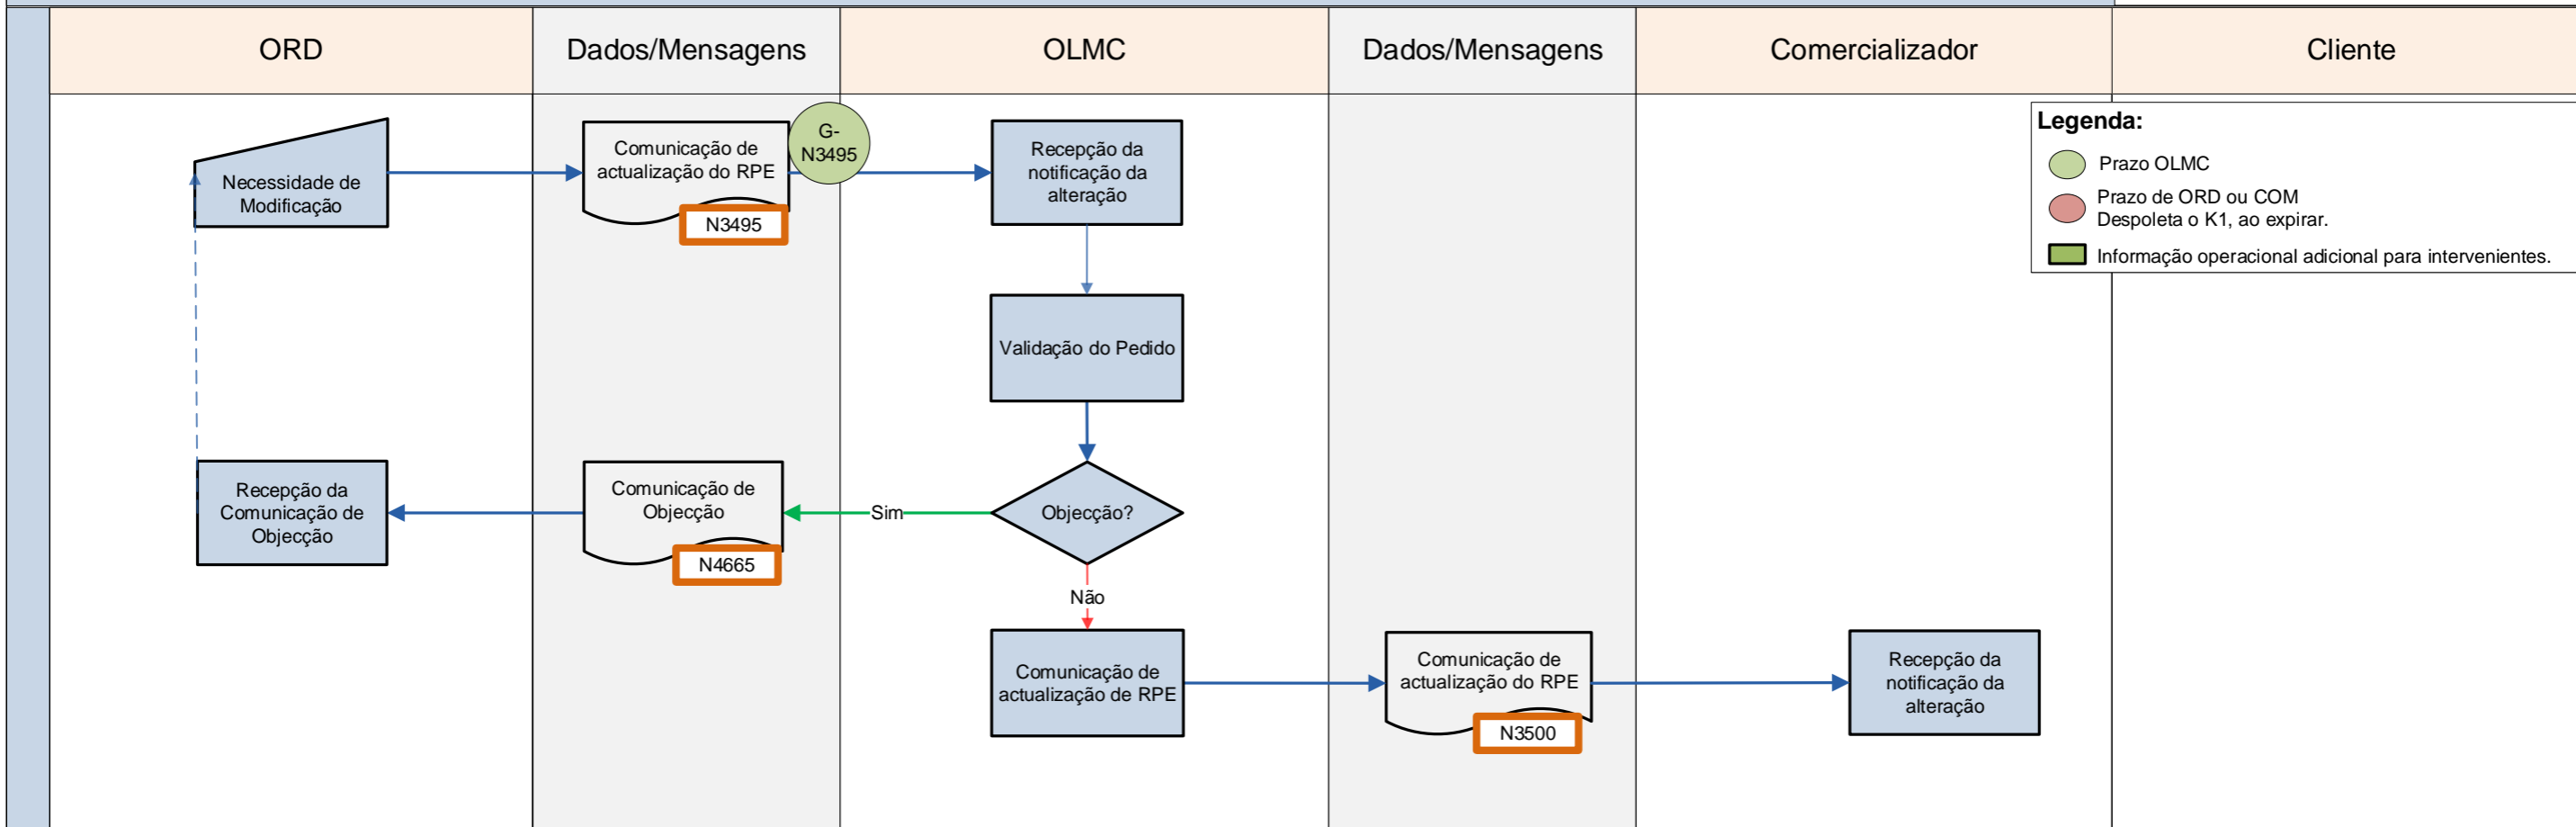 ORD
Dados/Mensagens
OLMC
Dados/Mensagens
Comercializador
Cliente
Necessidade de
Modificação
Comunicação de
actualização do RPE
N3495
G-
N3495
Recepção da
notificação da
alteração
Legenda:
Prazo OLMC
Prazo de ORD ou COM
Despoleta o K1, ao expirar.
Informação operacional adicional para intervenientes.
Validação do Pedido
Recepção da
Comunicação de
Objecção
Comunicação de
Objecção
N4665
Sim
Objecção?
Não
Comunicação de
actualização de RPE
Comunicação de
actualização do RPE
N3500
Recepção da
notificação da
alteração